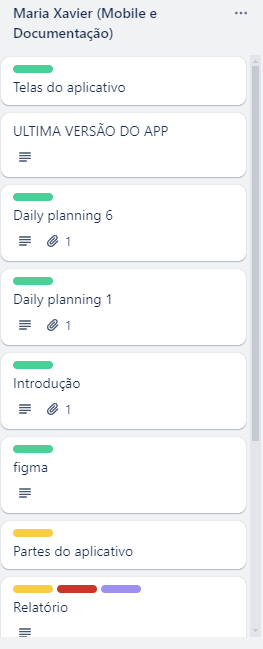 Maria Xavier (Mobile e
Documentação)
Telas do aplicativo
ULTIMA VERSÃO DO APP
Daily planning 6
1
Daily planning 1
1
Introdução
1
figma
Partes do aplicativo
Relatório